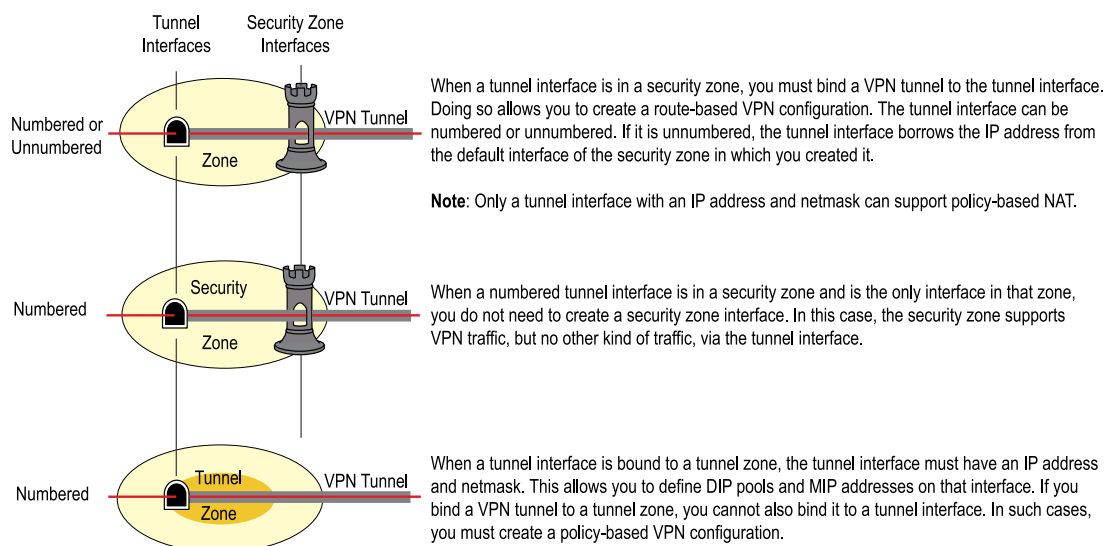 Tunnel
Interfaces
Security Zone
Interfaces
Numbered or
Unnumbered
Zone
VPN Tunnel
When a tunnel interface is in a security zone, you must bind a VPN tunnel to the tunnel interface.
Doing so allows you to create a route-based VPN configuration. The tunnel interface can be
numbered or unnumbered. If it is unnumbered, the tunnel interface borrows the IP address from
the default interface of the security zone in which you created it.
Note: Only a tunnel interface with an IP address and netmask can support policy-based NAT.
Numbered
Security
Zone
VPN Tunnel
When a numbered tunnel interface is in a security zone and is the only interface in that zone,
you do not need to create a security zone interface. In this case, the security zone supports
VPN traffic, but no other kind of traffic, via the tunnel interface.
Numbered
Tunnel
Zone
VPN Tunnel
When a tunnel interface is bound to a tunnel zone, the tunnel interface must have an IP address
and netmask. This allows you to define DIP pools and MIP addresses on that interface. If you
bind a VPN tunnel to a tunnel zone, you cannot also bind it to a tunnel interface. In such cases,
you must create a policy-based VPN configuration.